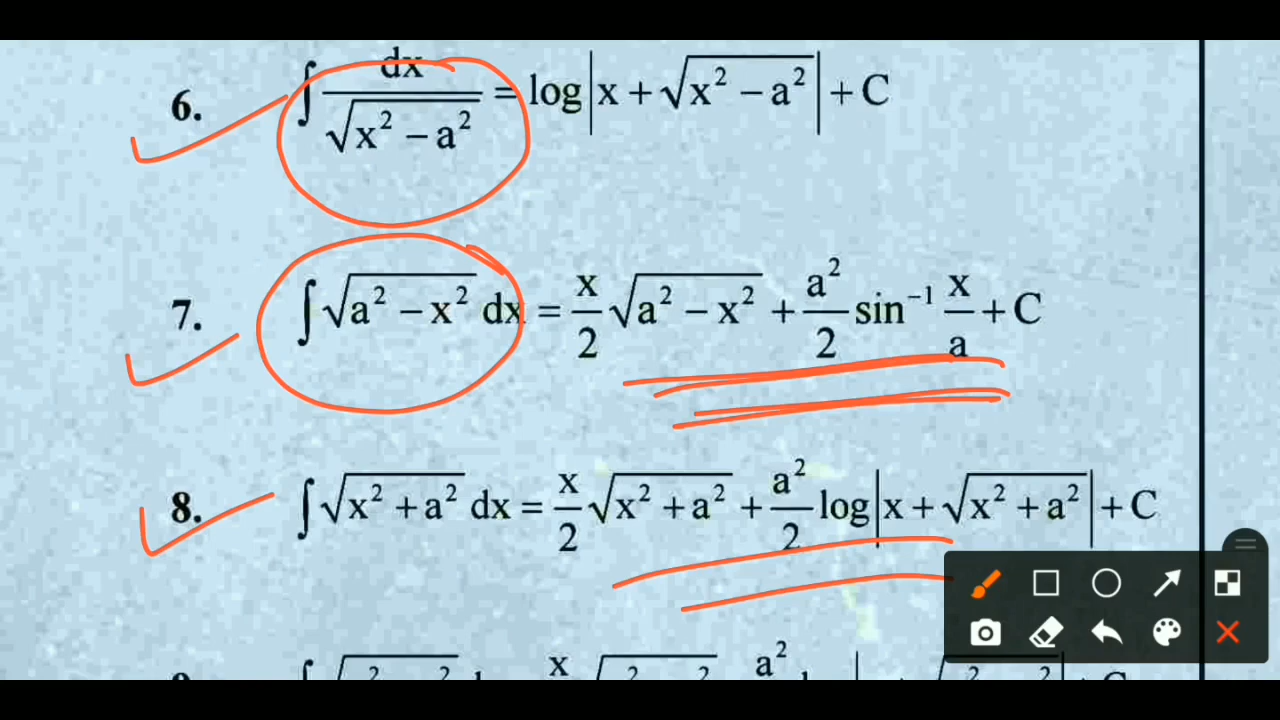 6. ∫ dx / √(x² − a²) = log|x + √(x² − a²)| + C
7. ∫ √(a² − x²) dx = x/2 √(a² − x²) + a²/2 sin⁻¹ x/a + C
8. ∫ √(x² + a²) dx = x/2 √(x² + a²) + a²/2 log|x + √(x² + a²)| + C